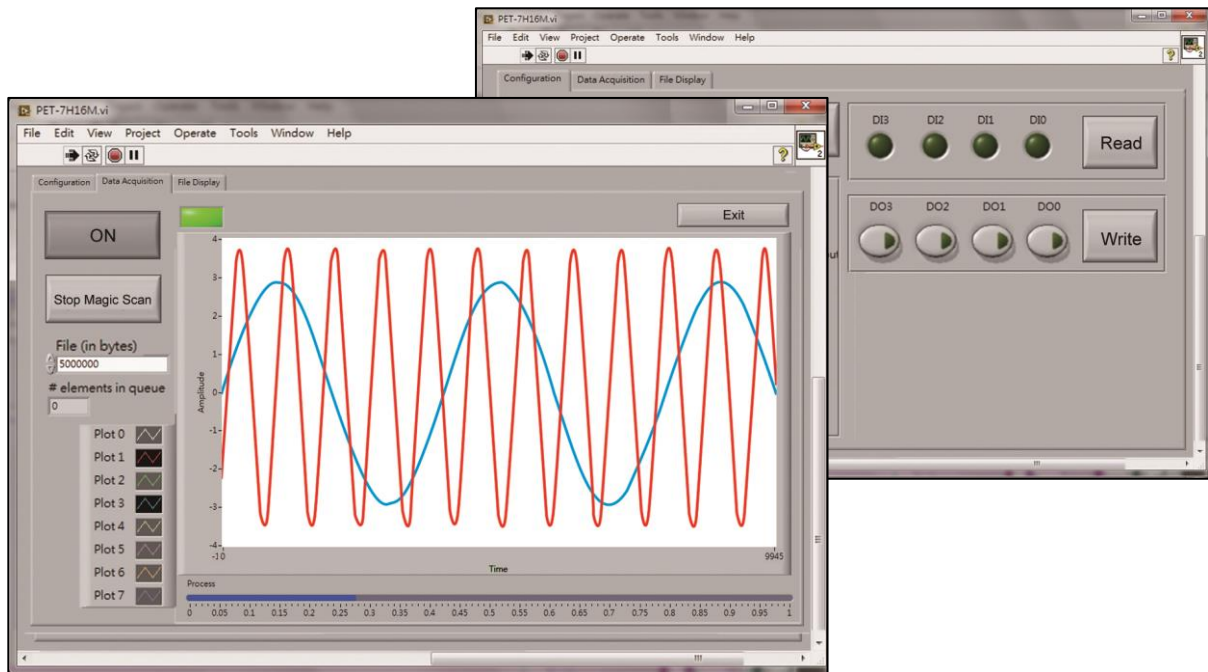 PET-7H16M.vi
File Edit View Project Operate Tools Window Help
2
Configuration Data Acquisition File Display
DI3 DI2 DI1 DI0
Read
DO3 DO2 DO1 DO0
Write
PET-7H16M.vi
File Edit View Project Operate Tools Window Help
2
Configuration Data Acquisition File Display
ON
Exit
Stop Magic Scan
File (in bytes)
5000000
# elements in queue
0
Plot 0
Plot 1
Plot 2
Plot 3
Plot 4
Plot 5
Plot 6
Plot 7
Amplitude
4
3
2
1
0
-1
-2
-3
-4
-10 9945
Time
Process
0 0.05 0.1 0.15 0.2 0.25 0.3 0.35 0.4 0.45 0.5 0.55 0.6 0.65 0.7 0.75 0.8 0.85 0.9 0.95 1